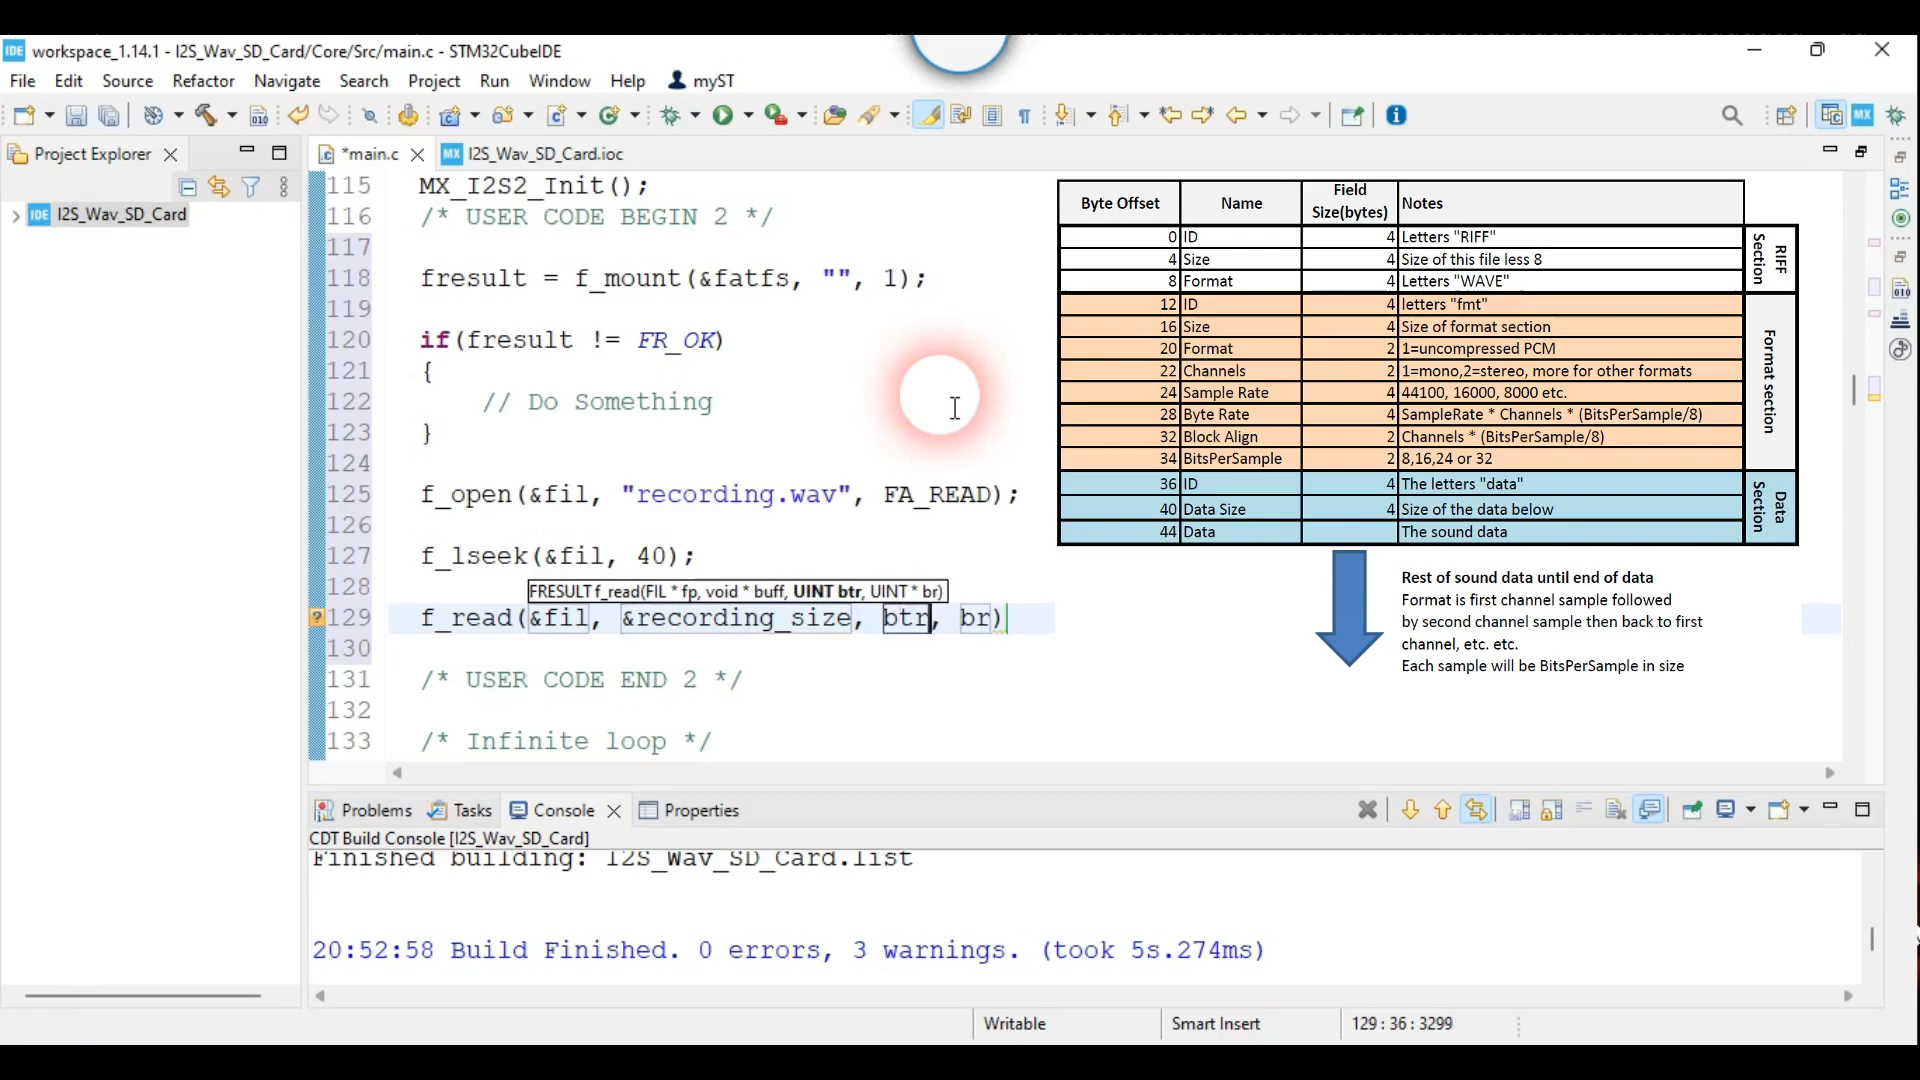 workspace_1.14.1 - I2S_Wav_SD_Card/Core/Src/main.c - STM32CubeIDE
File Edit Source Refactor Navigate Search Project Run Window Help myST
Project Explorer
I2S_Wav_SD_Card
*main.c
I2S_Wav_SD_Card.ioc
115 MX_I2S2_Init();
116 /* USER CODE BEGIN 2 */
117
118 fresult = f_mount(&fatfs, "", 1);
119
120 if(fresult != FR_OK)
121 {
122 // Do Something
123 }
124
125 f_open(&fil, "recording.wav", FA_READ);
126
127 f_lseek(&fil, 40);
128
FRESULT f_read(FIL * fp, void * buff, UINT btr, UINT * br)
129 f_read(&fil, &recording_size, btr, br)
130
131 /* USER CODE END 2 */
132
133 /* Infinite loop */
Byte Offset Name Field Size(bytes) Notes
0 ID 4 Letters "RIFF"
4 Size 4 Size of this file less 8
8 Format 4 Letters "WAVE"
RIFF Section
12 ID 4 letters "fmt"
16 Size 4 Size of format section
20 Format 2 1=uncompressed PCM
22 Channels 2 1=mono,2=stereo, more for other formats
24 Sample Rate 4 44100, 16000, 8000 etc.
28 Byte Rate 4 SampleRate * Channels * (BitsPerSample/8)
32 Block Align 2 Channels * (BitsPerSample/8)
34 BitsPerSample 2 8,16,24 or 32
Format section
36 ID 4 The letters "data"
40 Data Size 4 Size of the data below
44 Data The sound data
Data Section
Rest of sound data until end of data
Format is first channel sample followed
by second channel sample then back to first
channel, etc. etc.
Each sample will be BitsPerSample in size
Problems Tasks Console Properties
CDT Build Console [I2S_Wav_SD_Card]
Finished building: I2S_Wav_SD_Card.list
20:52:58 Build Finished. 0 errors, 3 warnings. (took 5s.274ms)
Writable Smart Insert 129 : 36 : 3299